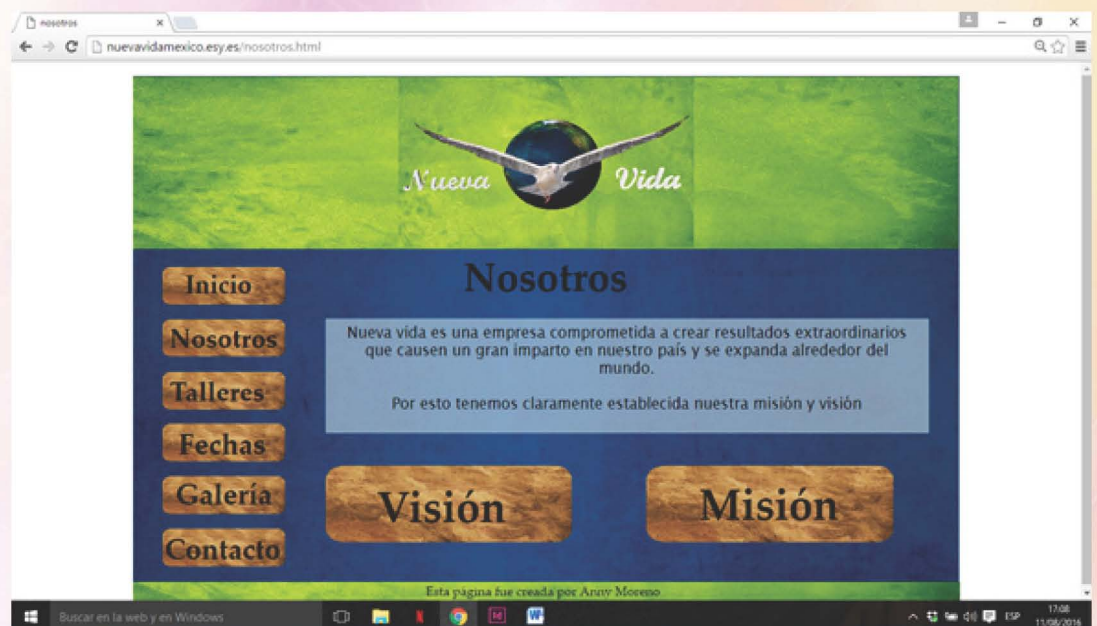 nosotros
nuevavidamexico.esy.es/nosotros.html
Nueva Vida
Inicio
Nosotros
Talleres
Fechas
Galería
Contacto
Nosotros
Nueva vida es una empresa comprometida a crear resultados extraordinarios
que causen un gran imparto en nuestro país y se expanda alrededor del
mundo.
Por esto tenemos claramente establecida nuestra misión y visión
Visión
Misión
Esta página fue creada por Anny Moreno
Buscar en la web y en Windows
ESP
17:08
11/08/2016